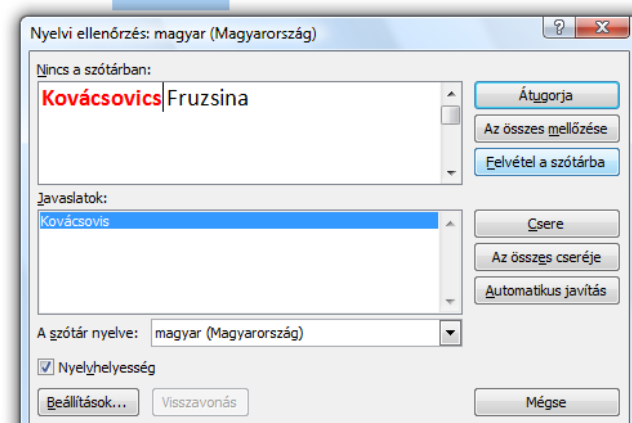 Nyelvi ellenőrzés: magyar (Magyarország)
Nincs a szótárban:
Kovácsovics Fruzsina
Átugorja
Az összes mellőzése
Felvétel a szótárba
Javaslatok:
Kovácsovis
Csere
Az összes cseréje
Automatikus javítás
A szótár nyelve: magyar (Magyarország)
Nyelvhelyesség
Beállítások... Visszavonás Mégse